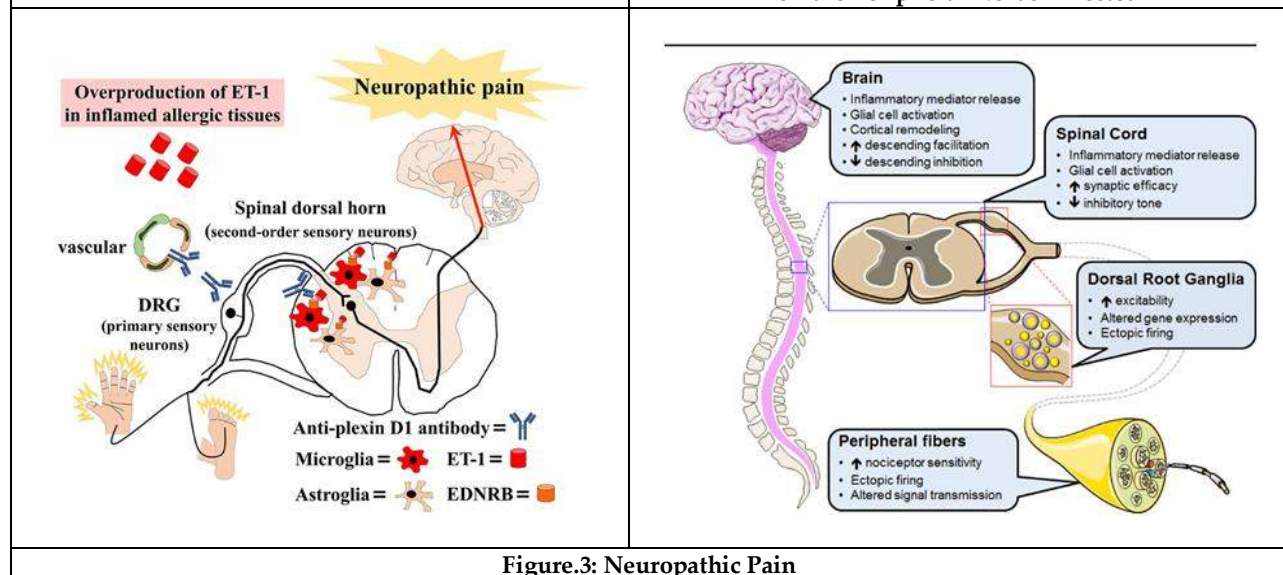 Overproduction of ET-1
in inflamed allergic tissues
Neuropathic pain
Spinal dorsal horn
(second-order sensory neurons)
vascular
DRG
(primary sensory
neurons)
Anti-plexin D1 antibody=
Microglia= ET-1=
Astroglia= EDNRB=
Brain
• Inflammatory mediator release
• Glial cell activation
• Cortical remodeling
• ↑ descending facilitation
• ↓ descending inhibition
Spinal Cord
• Inflammatory mediator release
• Glial cell activation
• ↑ synaptic efficacy
• ↓ inhibitory tone
Dorsal Root Ganglia
• ↑ excitability
• Altered gene expression
• Ectopic firing
Peripheral fibers
• ↑ nociceptor sensitivity
• Ectopic firing
• Altered signal transmission
Figure.3: Neuropathic Pain